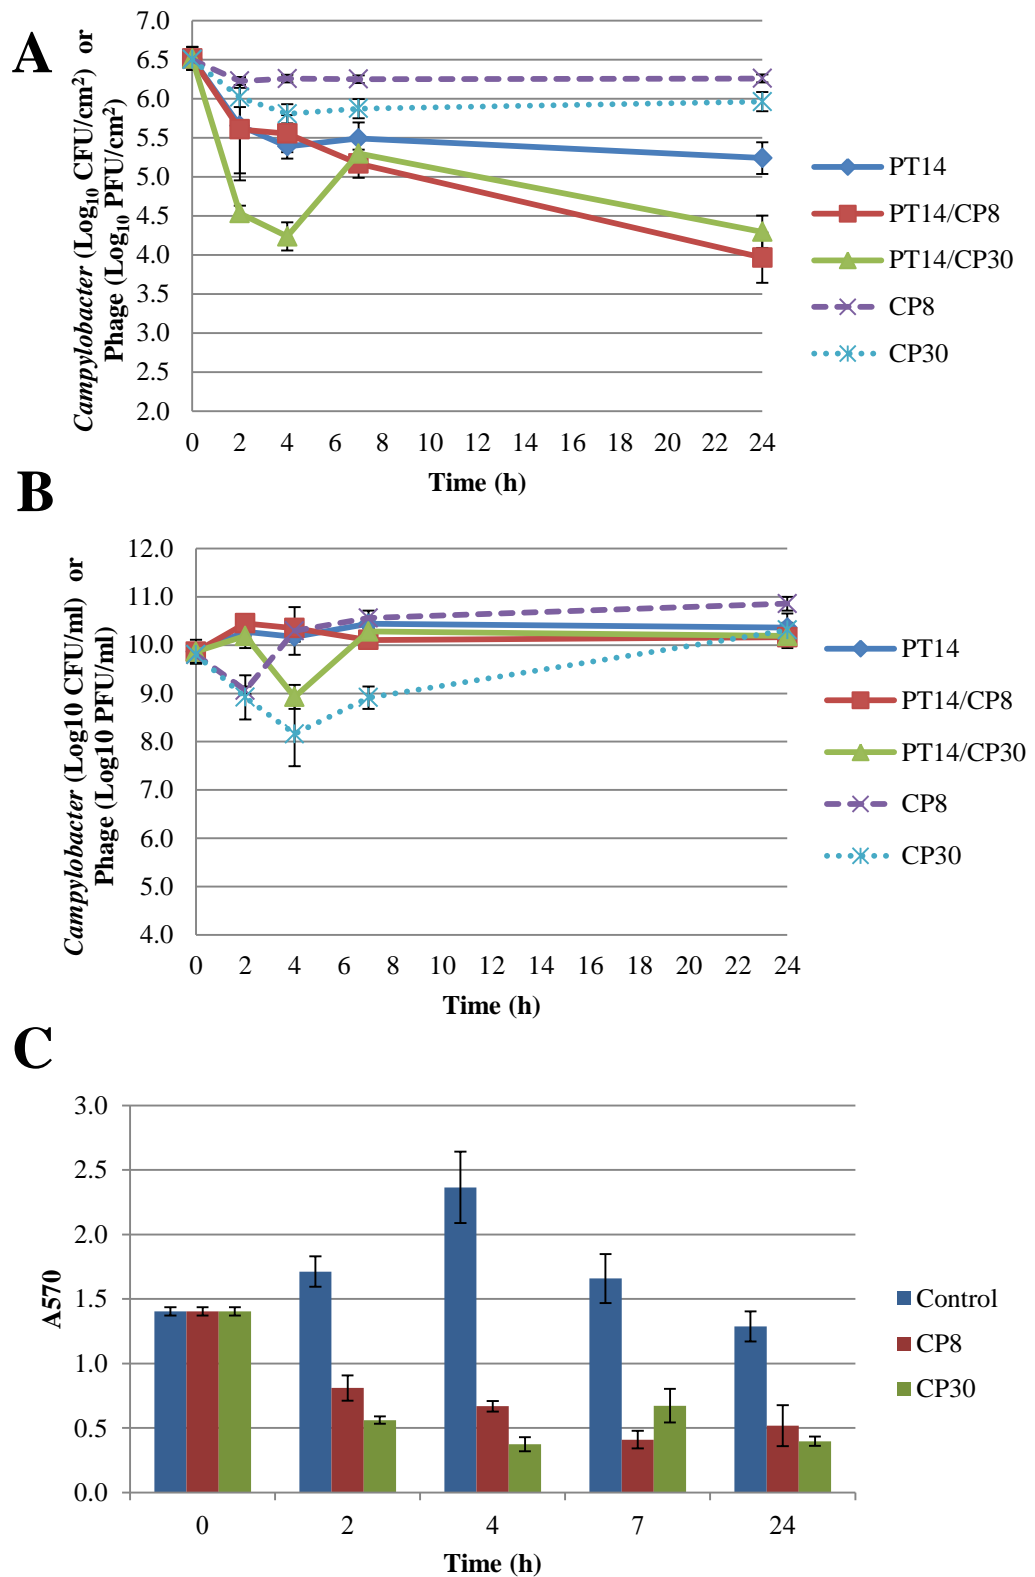 A
Campylobacter (Log10 CFU/cm2) or
Phage (Log10 PFU/cm2)
7.0
6.5
6.0
5.5
5.0
4.5
4.0
3.5
3.0
2.5
2.0
0 2 4 6 8 10 12 14 16 18 20 22 24
Time (h)
PT14
PT14/CP8
PT14/CP30
CP8
CP30
B
Campylobacter (Log10 CFU/ml) or
Phage (Log10 PFU/ml)
12.0
11.0
10.0
9.0
8.0
7.0
6.0
5.0
4.0
0 2 4 6 8 10 12 14 16 18 20 22 24
Time (h)
PT14
PT14/CP8
PT14/CP30
CP8
CP30
C
A570
3.0
2.5
2.0
1.5
1.0
0.5
0.0
0 2 4 7 24
Time (h)
Control
CP8
CP30